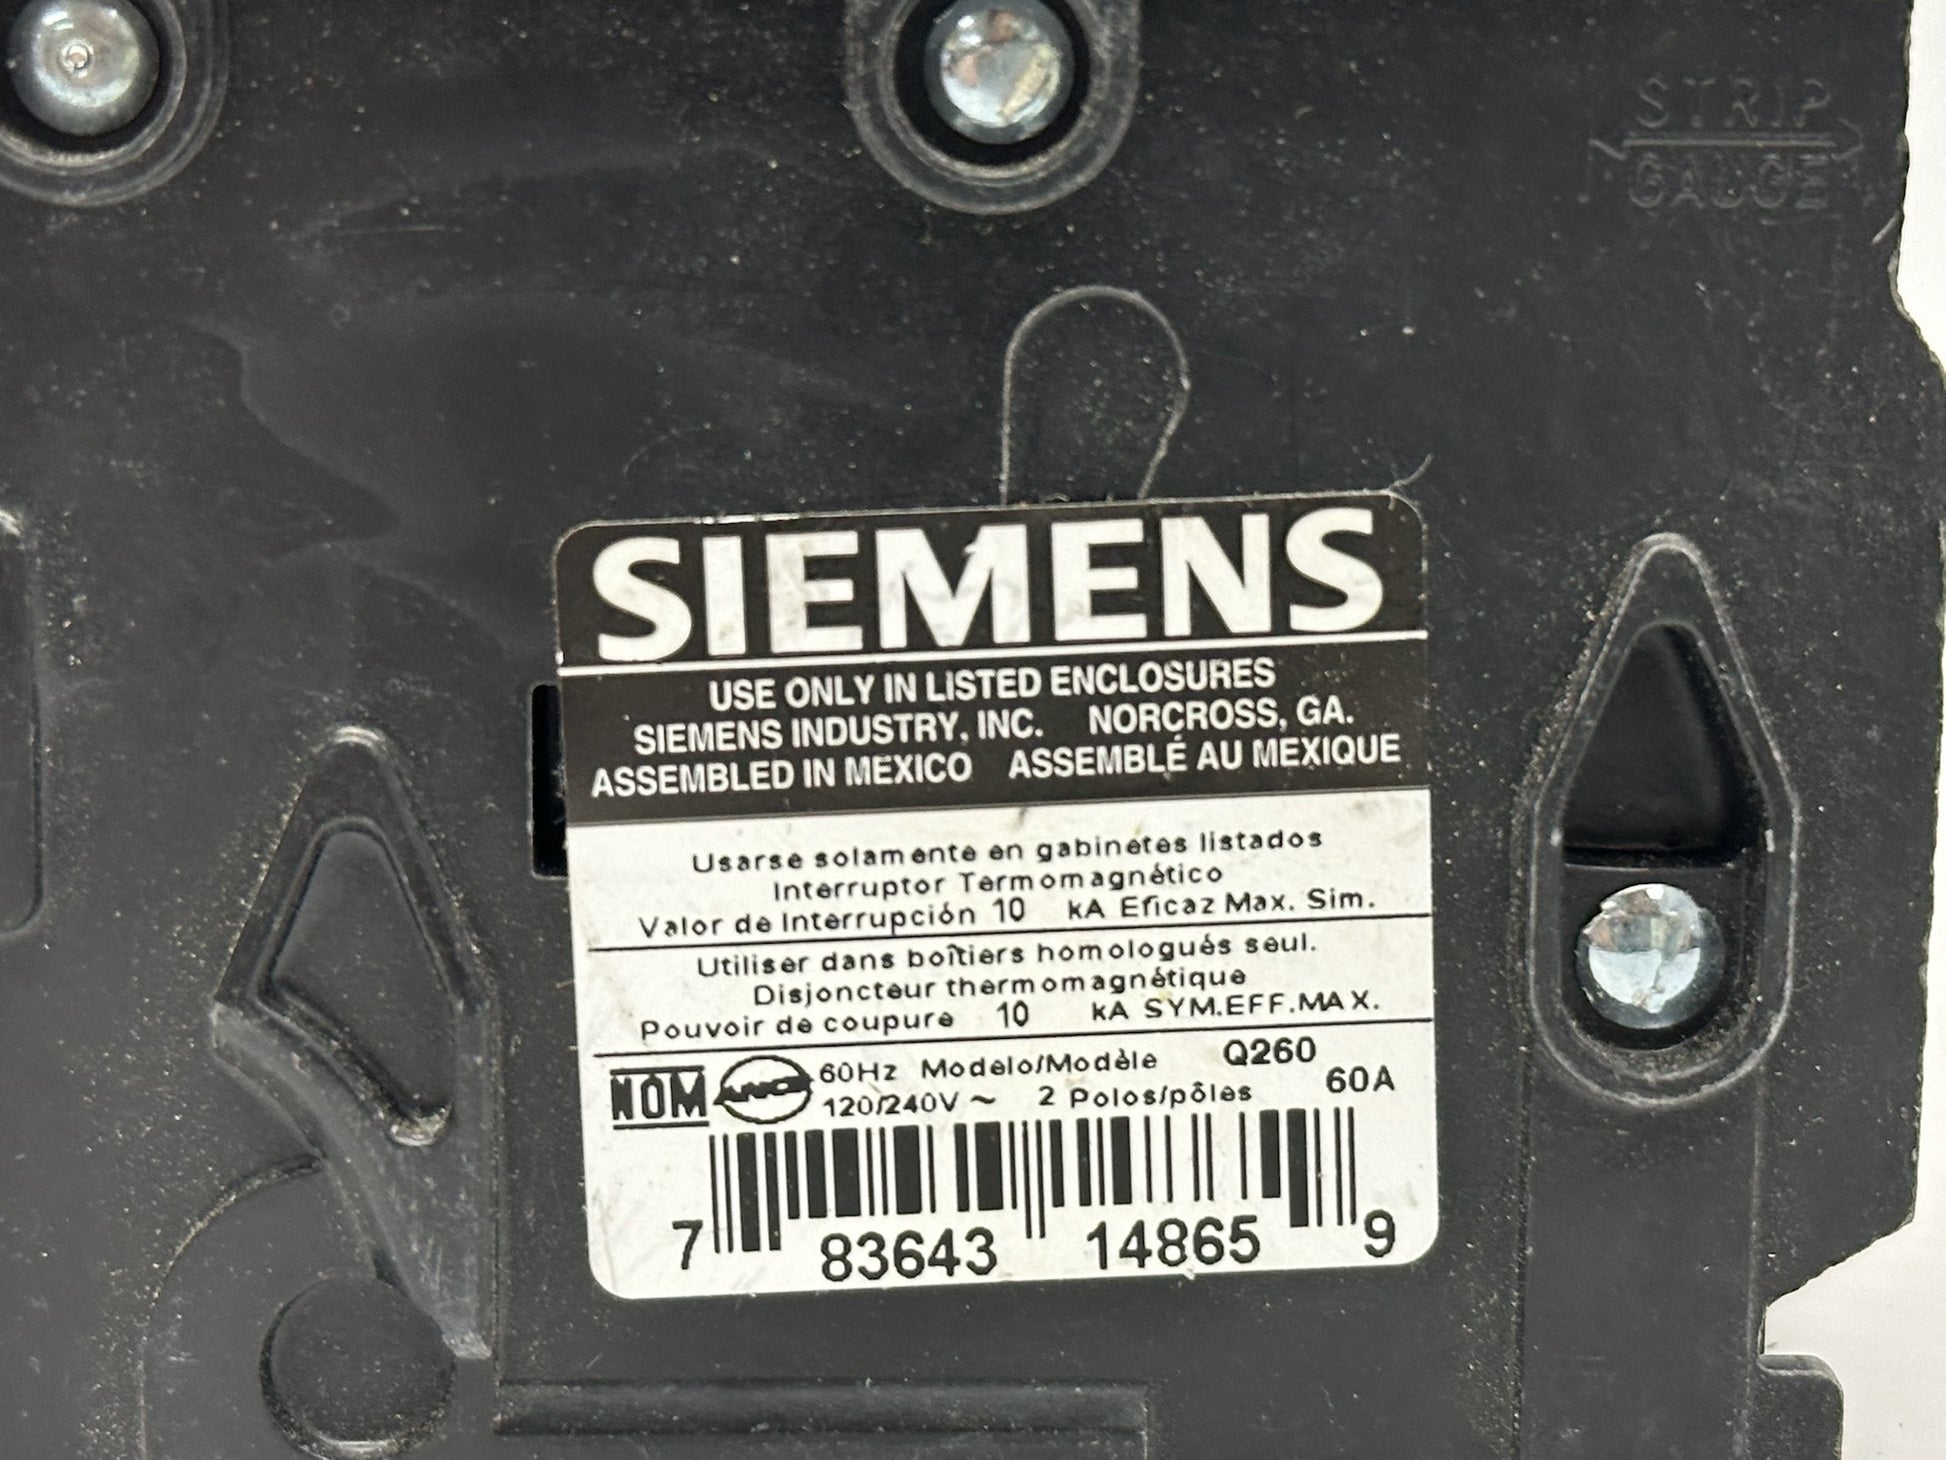 STRIP
GAUGE
SIEMENS
USE ONLY IN LISTED ENCLOSURES
SIEMENS INDUSTRY, INC. NORCROSS, GA.
ASSEMBLED IN MEXICO ASSEMBLÉ AU MEXIQUE
Usarse solamente en gabinetes listados
Interruptor Termomagnético
Valor de Interrupción 10 kA Eficaz Max. Sim.
Utiliser dans boîtiers homologués seul.
Disjoncteur thermomagnétique
Pouvoir de coupure 10 kA SYM.EFF.MAX.
NOM ANCE 60Hz Modelo/Modèle Q260
120/240V ~ 2 Polos/pôles 60A
7 83643 14865 9